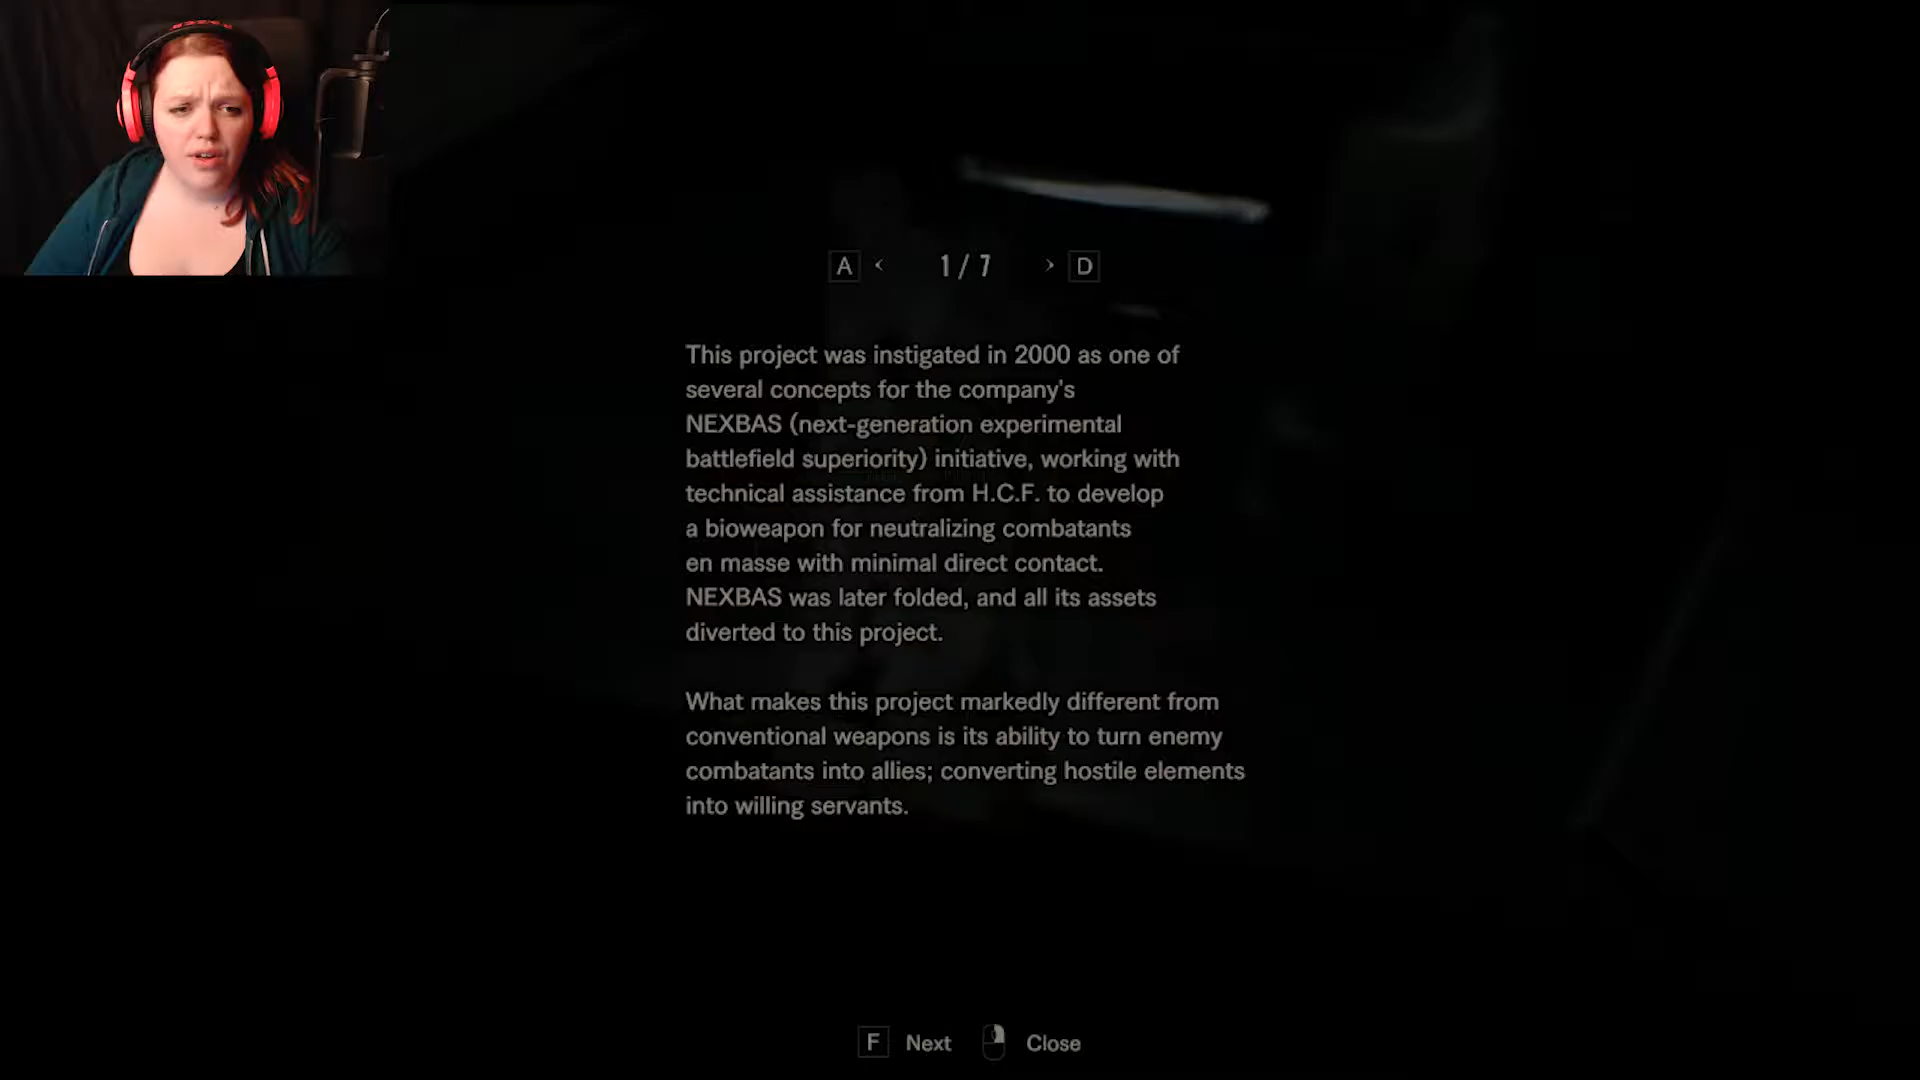 A < 1 / 7 > D
This project was instigated in 2000 as one of
several concepts for the company's
NEXBAS (next-generation experimental
battlefield superiority) initiative, working with
technical assistance from H.C.F. to develop
a bioweapon for neutralizing combatants
en masse with minimal direct contact.
NEXBAS was later folded, and all its assets
diverted to this project.
What makes this project markedly different from
conventional weapons is its ability to turn enemy
combatants into allies; converting hostile elements
into willing servants.
F Next Close